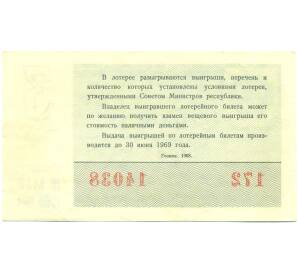 В лотерее разыгрываются выигрыши, перечень и
количество которых установлены условиями лотереи,
утвержденными Советом Министров республики.
Владелец выигравшего лотерейного билета может
по желанию получить взамен вещевого выигрыша его
стоимость наличными деньгами.
Выдача выигрышей по лотерейным билетам произ-
водится до 30 июня 1969 года.
Гознак. 1968.
14038 172